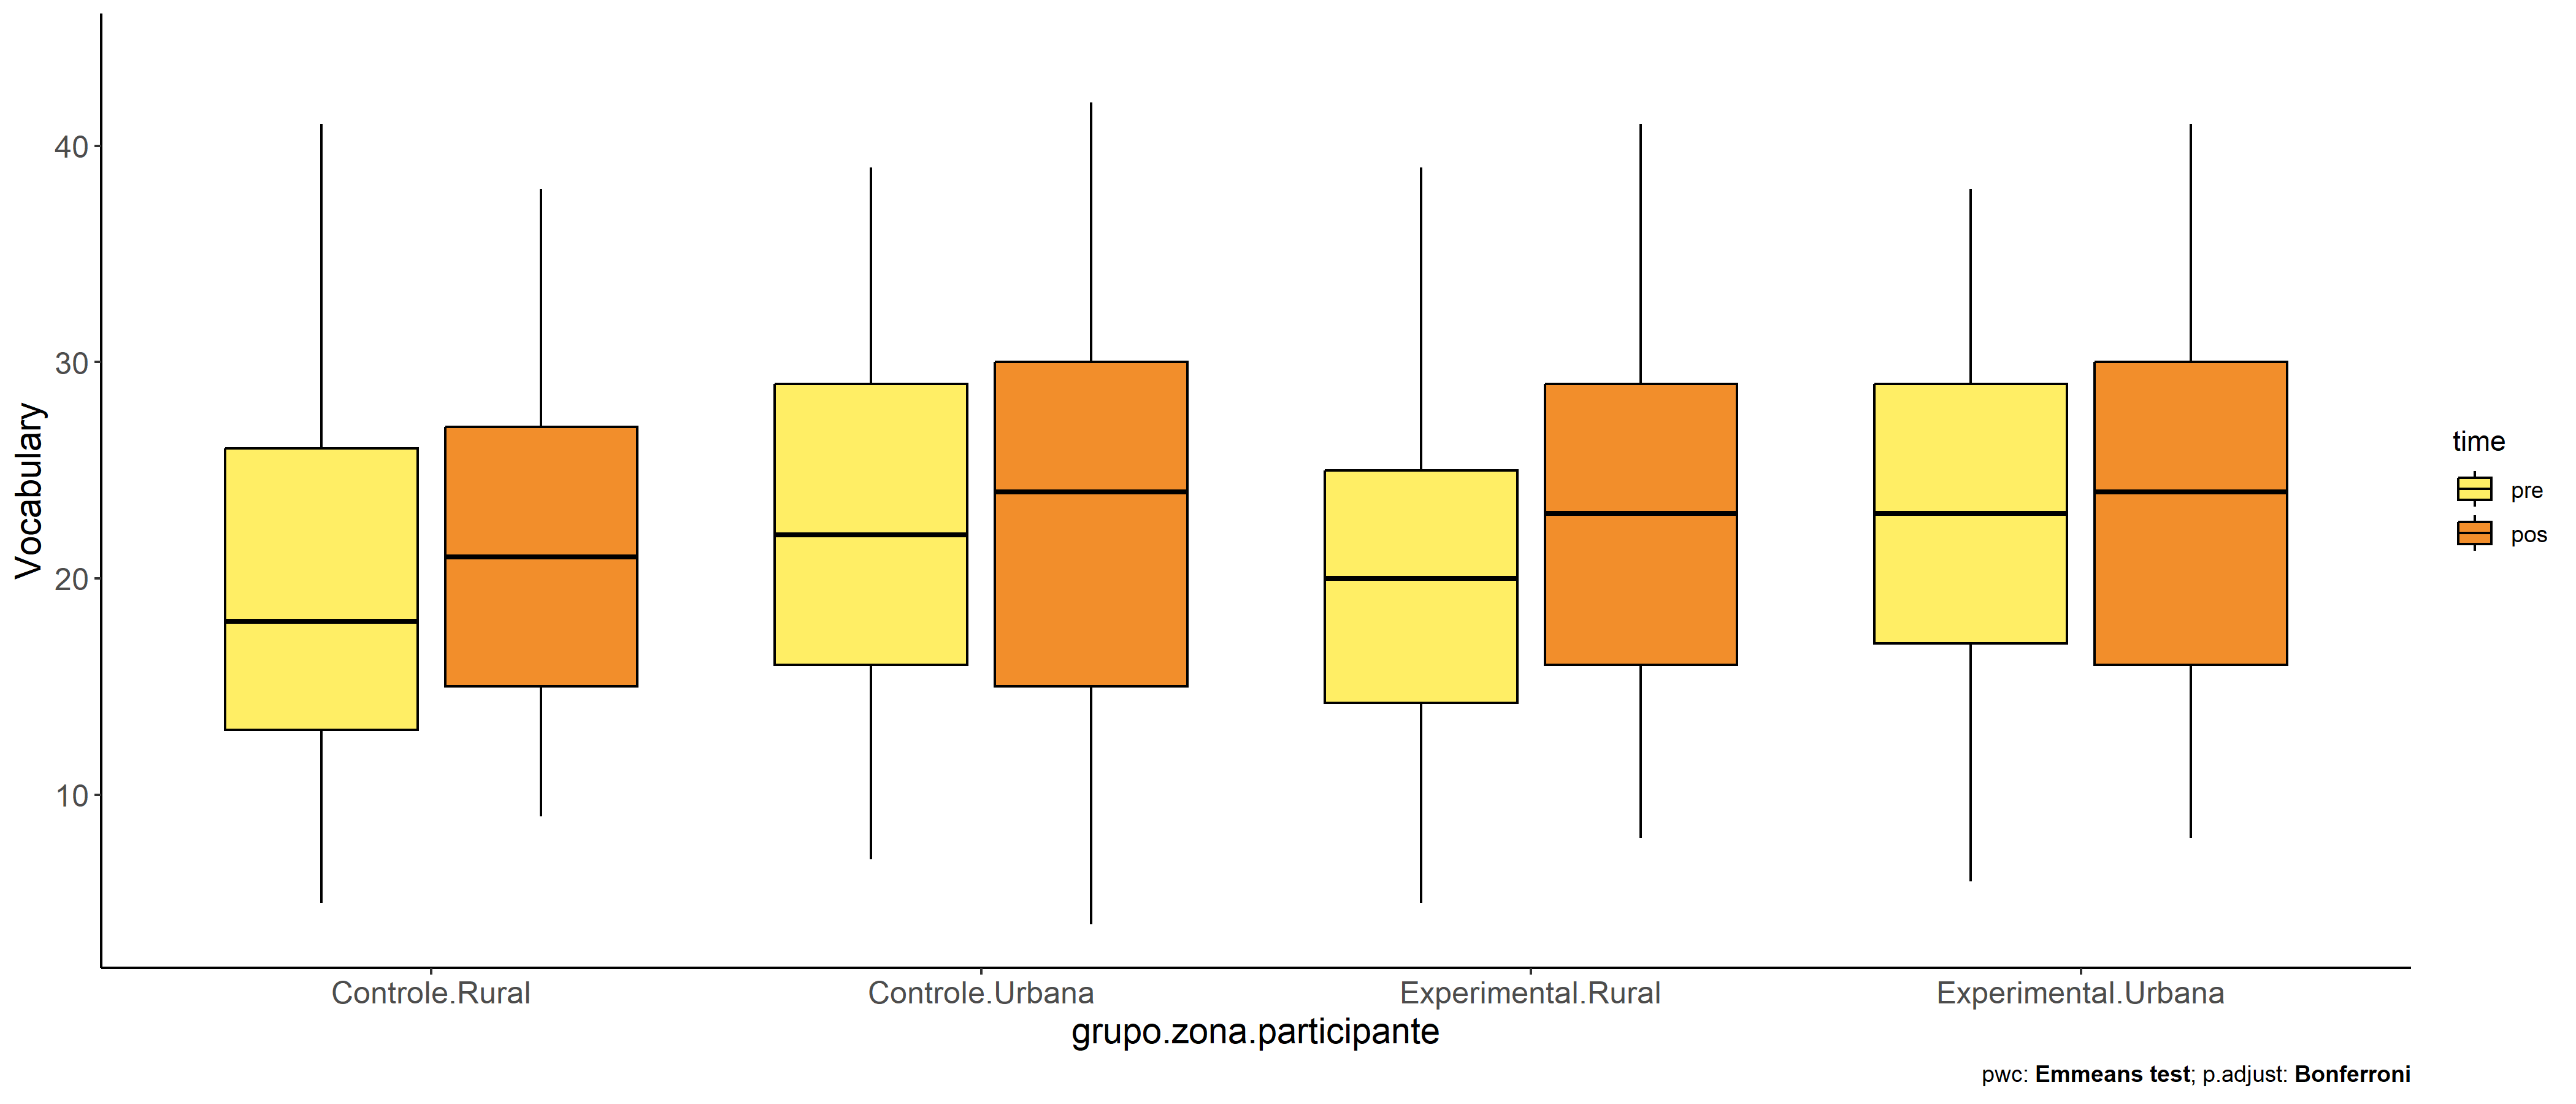 Vocabulary
40
30
20
10
Controle.Rural
Controle.Urbana
Experimental.Rural
Experimental.Urbana
grupo.zona.participante
time
pre
pos
pwc: Emmeans test; p.adjust: Bonferroni